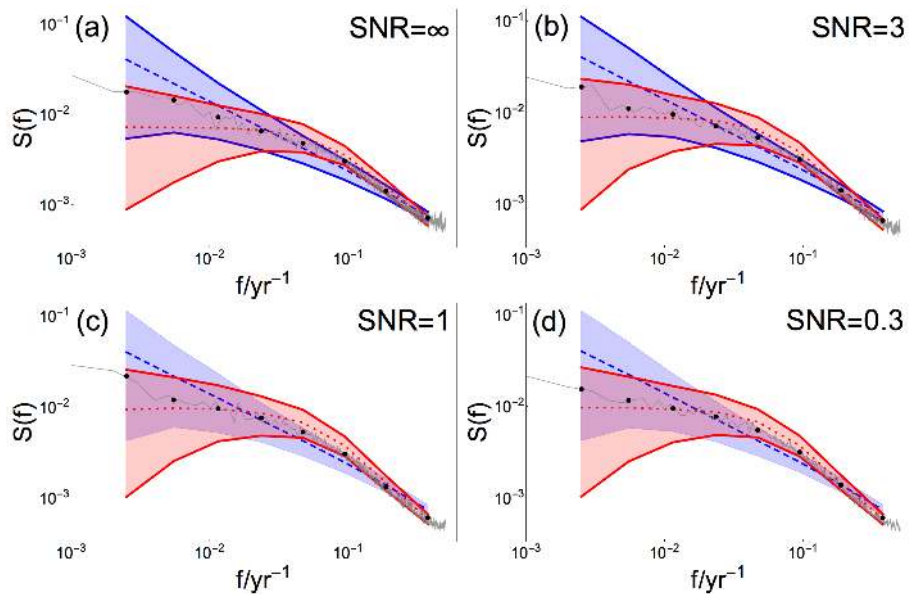 (a) SNR=∞
(b) SNR=3
10⁻¹
10⁻²
10⁻³
S(f)
10⁻³ 10⁻² 10⁻¹
f/yr⁻¹
10⁻¹
10⁻²
10⁻³
S(f)
10⁻³ 10⁻² 10⁻¹
f/yr⁻¹
(c) SNR=1
(d) SNR=0.3
10⁻¹
10⁻²
10⁻³
S(f)
10⁻³ 10⁻² 10⁻¹
f/yr⁻¹
10⁻¹
10⁻²
10⁻³
S(f)
10⁻³ 10⁻² 10⁻¹
f/yr⁻¹